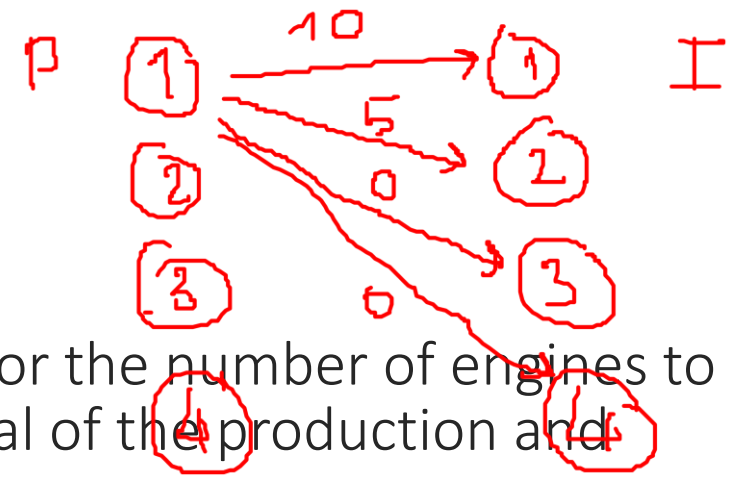 10
P 1 1 I
5
2 0 2
3 0 3
or the number of engines to
4 4
al of the production and